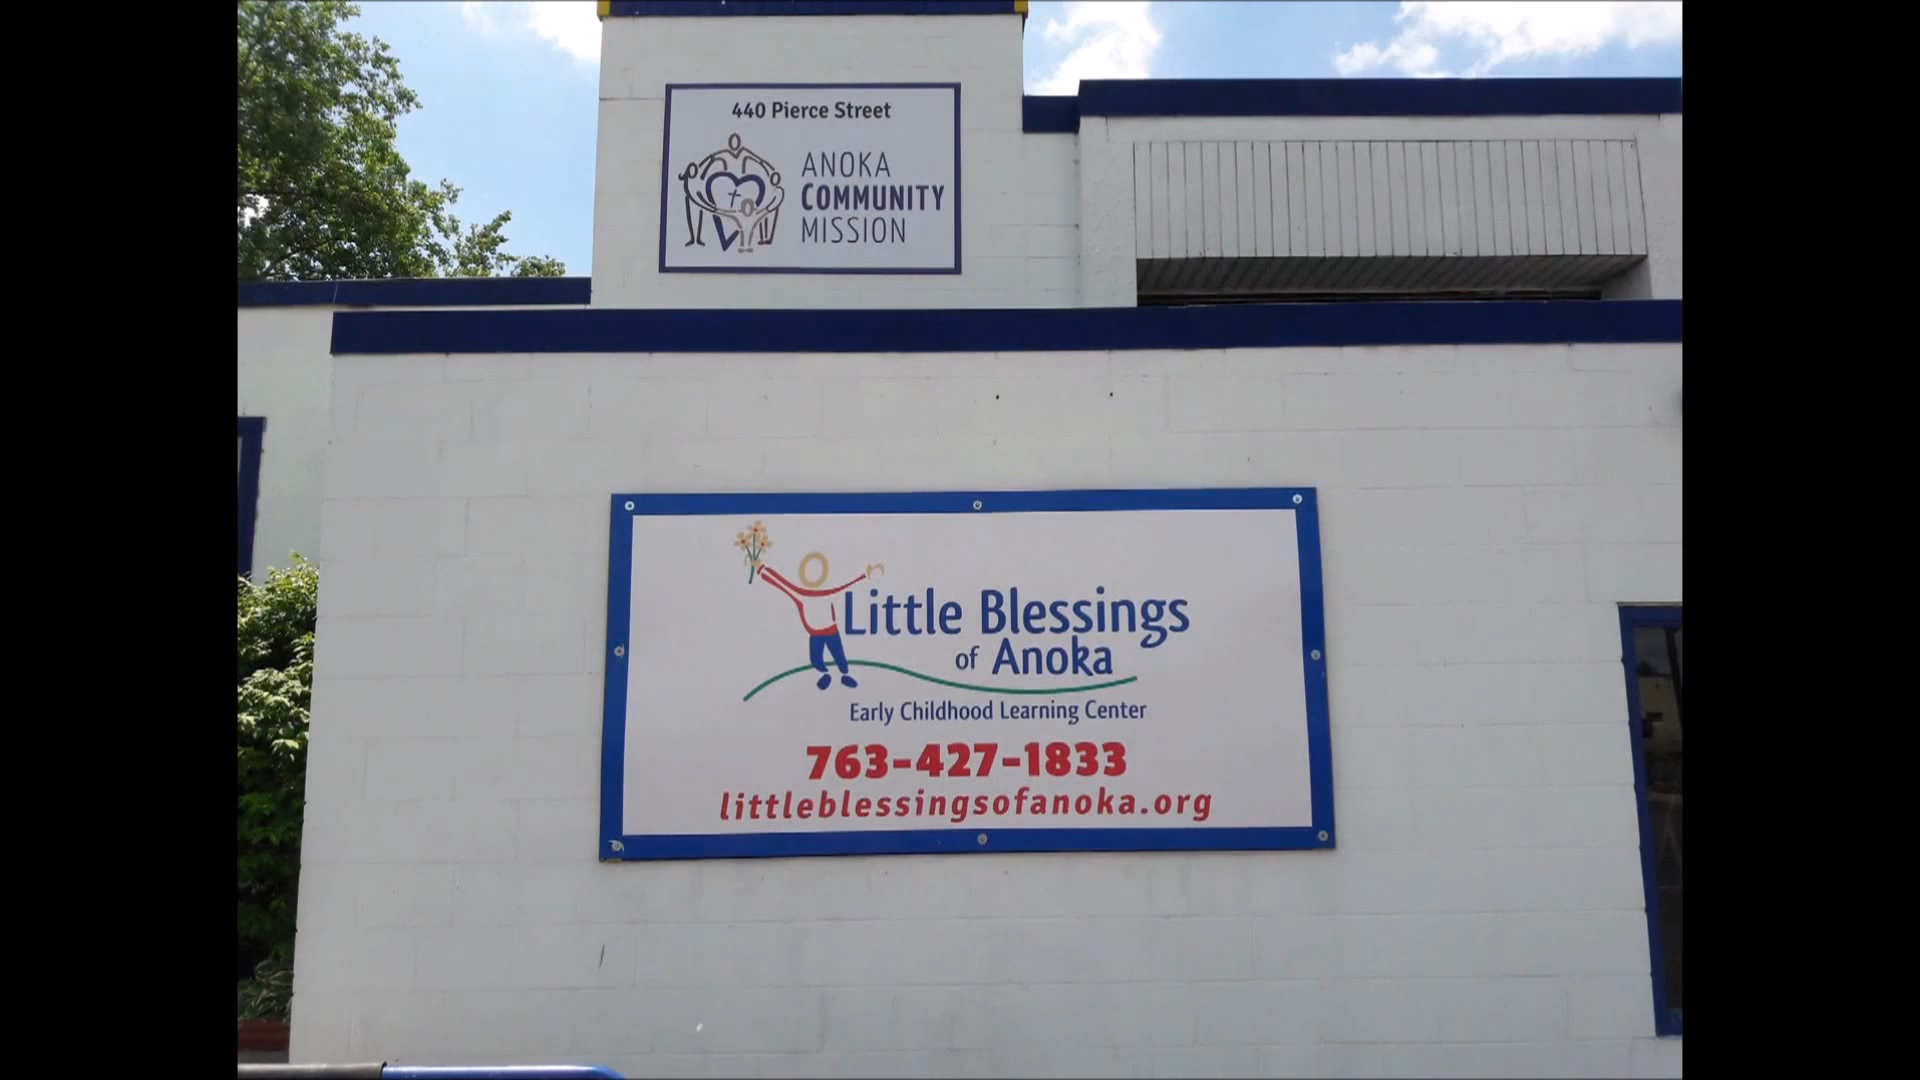 440 Pierce Street
ANOKA
COMMUNITY
MISSION
Little Blessings
of Anoka
Early Childhood Learning Center
763-427-1833
littleblessingsofanoka.org